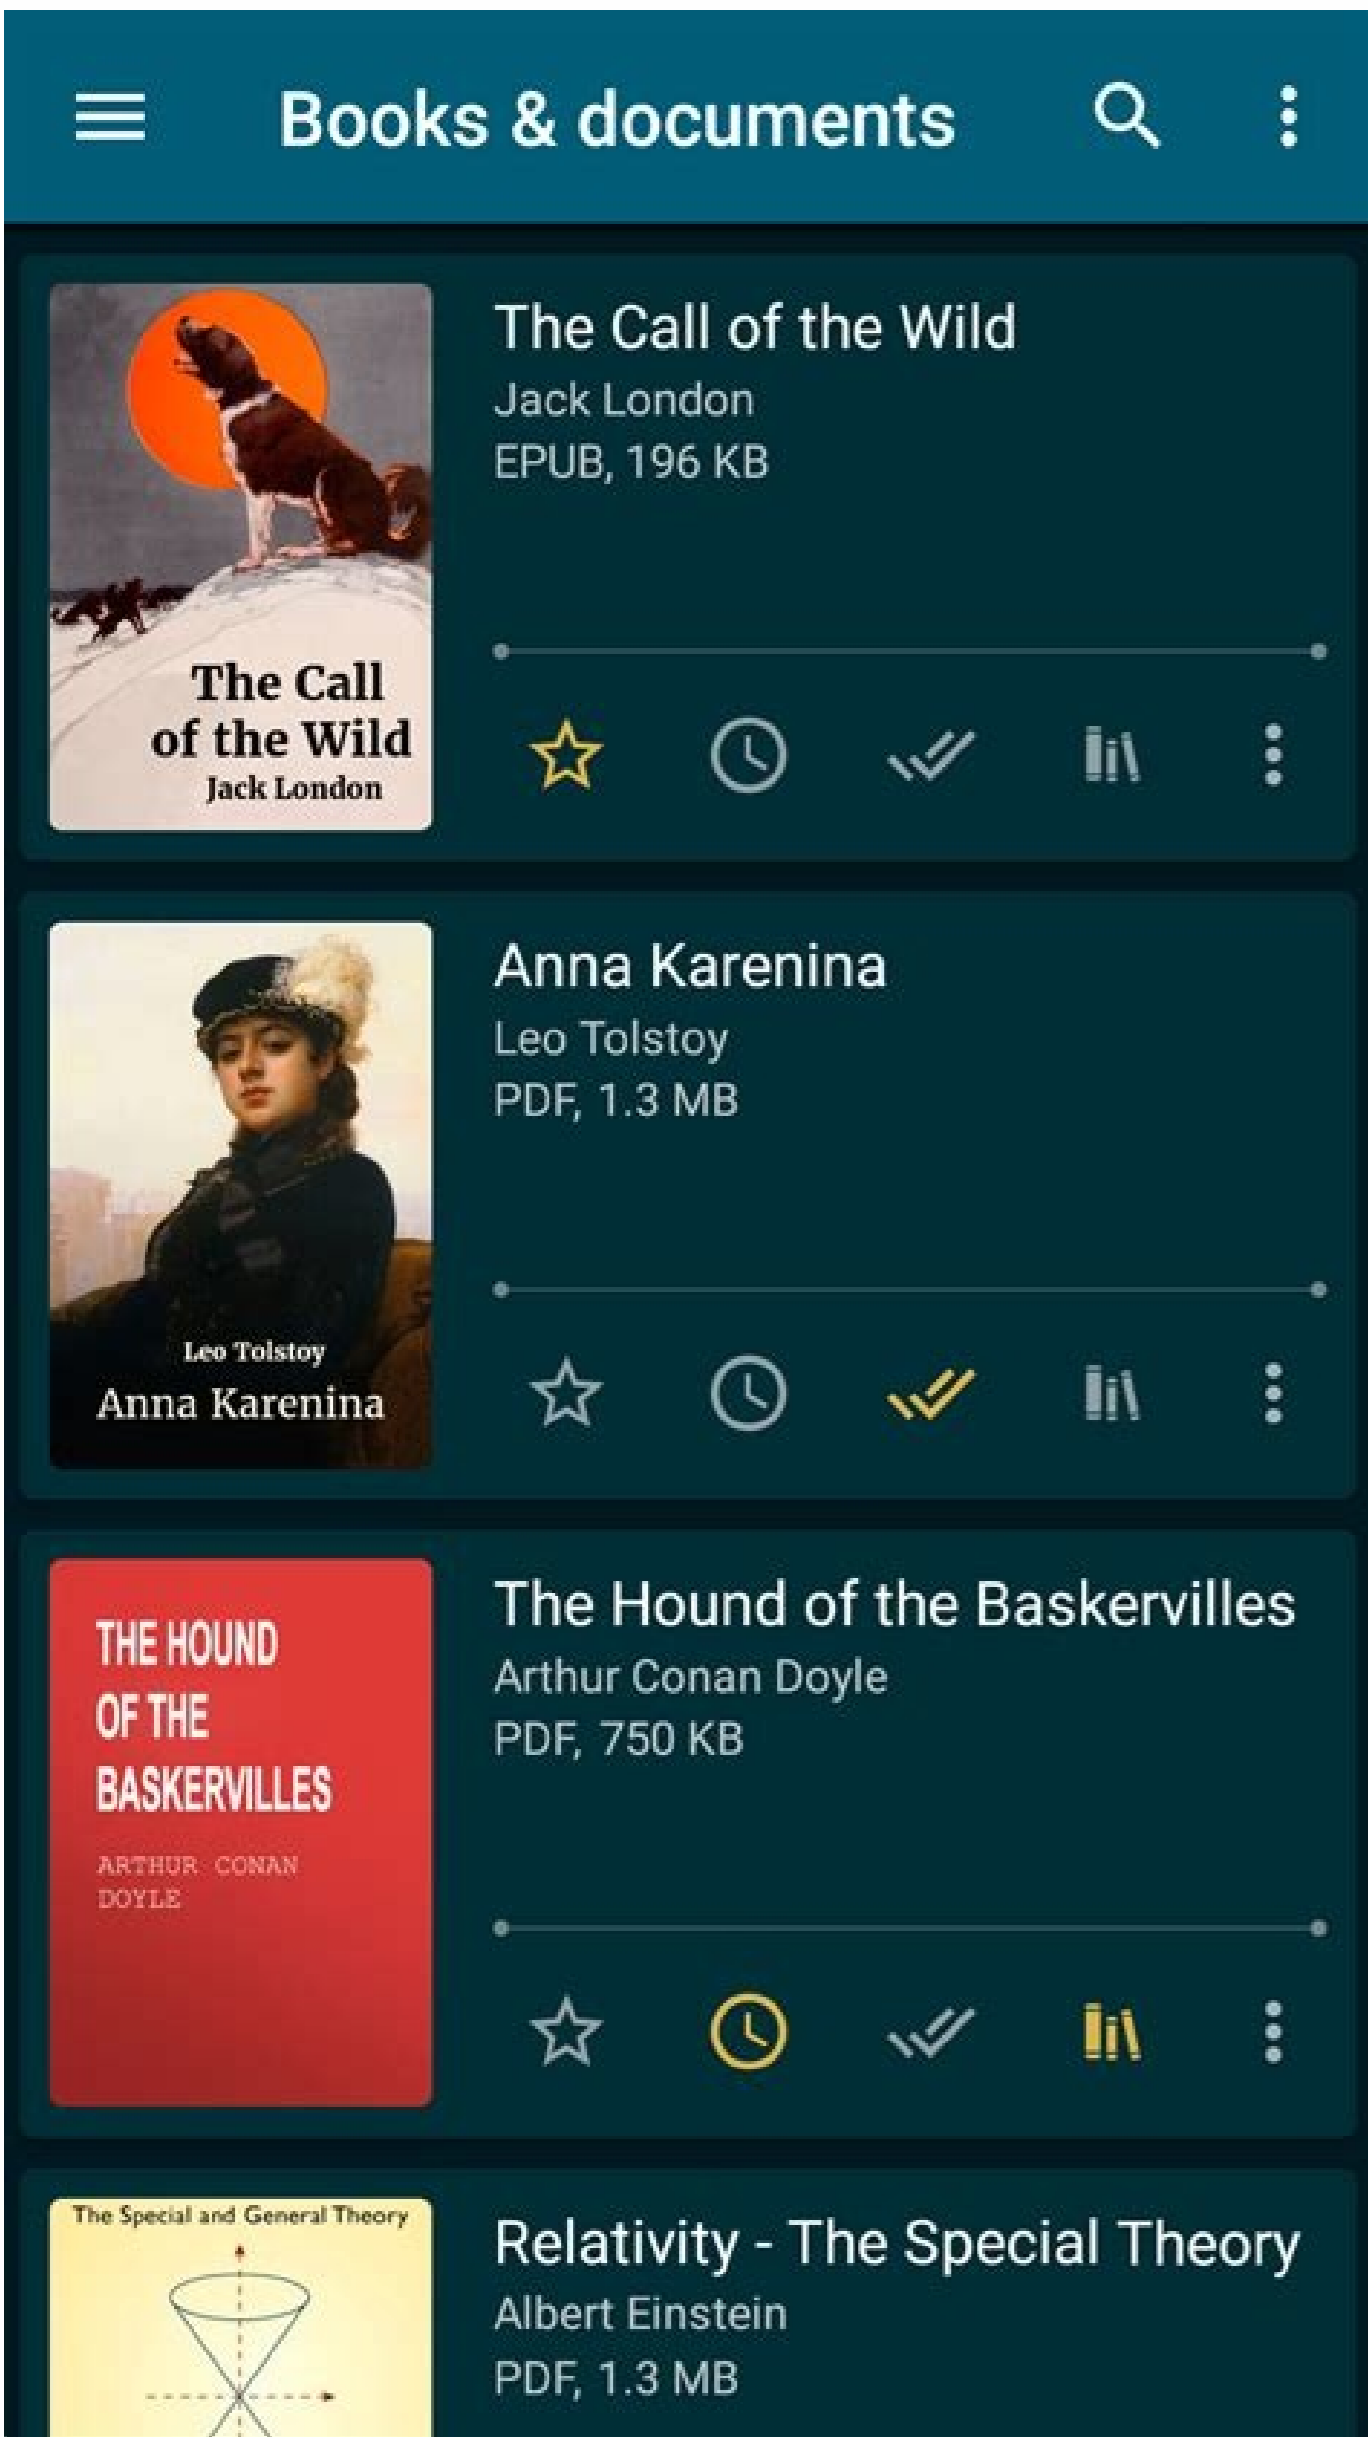 Books & documents
The Call of the Wild
Jack London
EPUB, 196 KB
The Call
of the Wild
Jack London
Anna Karenina
Leo Tolstoy
PDF, 1.3 MB
Leo Tolstoy
Anna Karenina
The Hound of the Baskervilles
Arthur Conan Doyle
PDF, 750 KB
THE HOUND
OF THE
BASKERVILLES
ARTHUR CONAN
DOYLE
The Special and General Theory
Relativity - The Special Theory
Albert Einstein
PDF, 1.3 MB